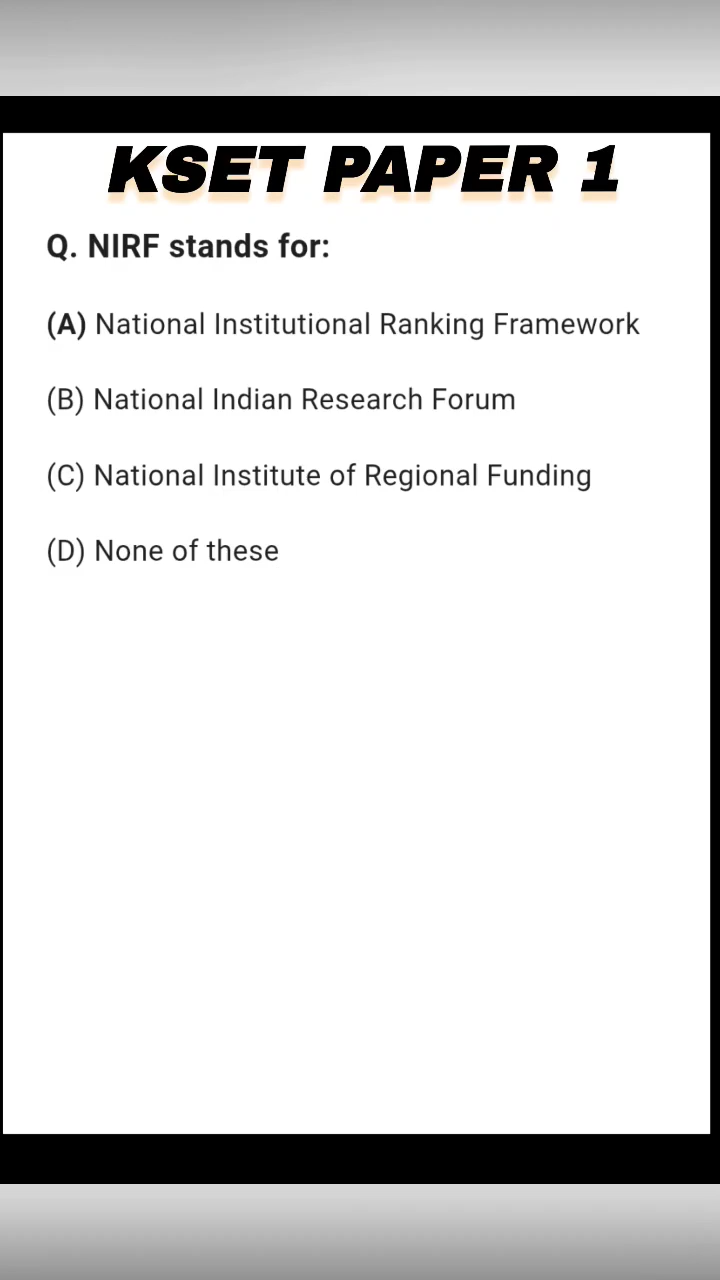 KSET PAPER 1
Q. NIRF stands for:
(A) National Institutional Ranking Framework
(B) National Indian Research Forum
(C) National Institute of Regional Funding
(D) None of these